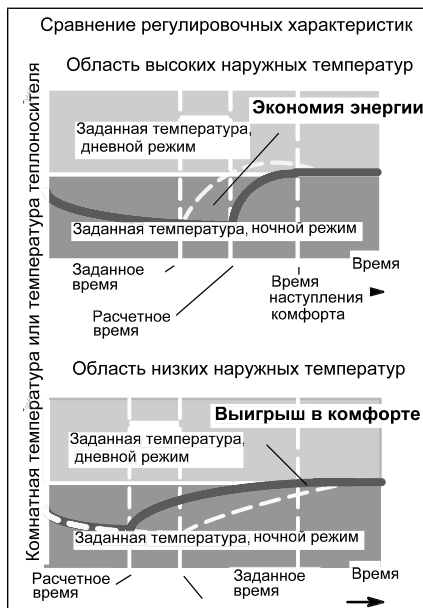 Сравнение регулировочных характеристик
Комнатная температура или температура теплоносителя
Область высоких наружных температур
Экономия энергии
Заданная температура,
дневной режим
Заданная температура, ночной режим
Заданное
время
Время
Время
наступления
комфорта
Расчетное
время
Область низких наружных температур
Выигрыш в комфорте
Заданная температура,
дневной режим
Заданная температура, ночной режим
Расчетное
время
Заданное
время
Время